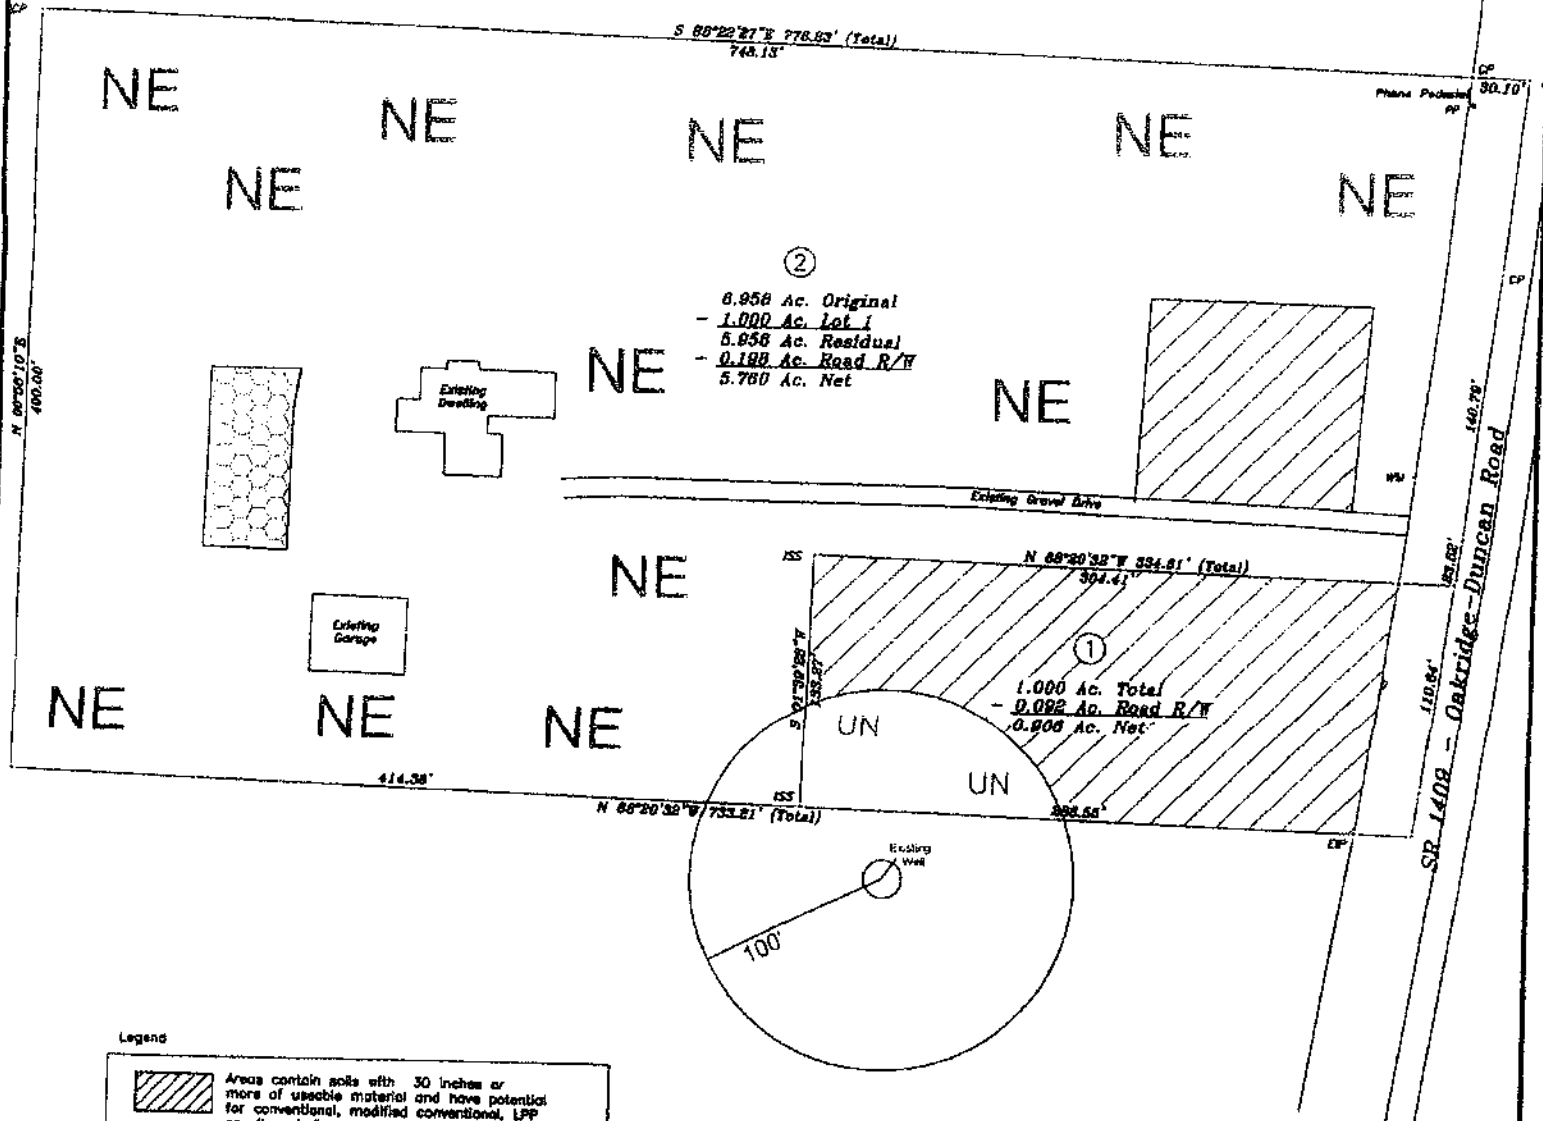 CP
S 88°22'27"E 776.83' (Total)
743.13'
CP
30.10'
Phone Pedestal
PP
NE
NE
NE
NE
NE
NE
2
6.958 Ac. Original
- 1.000 Ac. Lot 1
5.958 Ac. Residual
- 0.198 Ac. Road R/W
5.760 Ac. Net
CP
N 00°58'10"E
400.00'
NE
NE
Existing
Dwelling
140.79'
WM
Existing Gravel Drive
SR 1409 - Oakridge-Duncan Road
ISS
N 88°20'32"W 334.81' (Total)
304.41'
NE
Existing
Garage
1
1.000 Ac. Total
- 0.092 Ac. Road R/W
0.906 Ac. Net
110.64'
NE
NE
NE
UN
UN
414.38'
ISS
N 88°20'32"W 733.21' (Total)
EIP
Existing
Well
100'
Legend
Areas contain soils with 30 inches or
more of useable material and have potential
for conventional, modified conventional, LPP